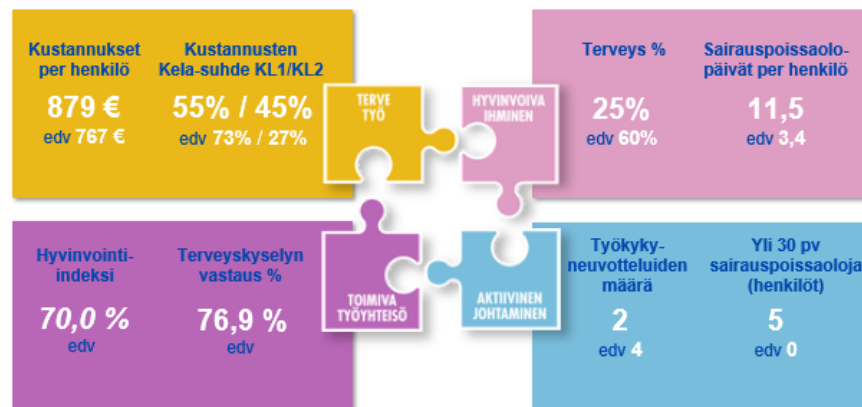 Kustannukset
per henkilö
879 €
edv 767 €
Kustannusten
Kela-suhde KL1/KL2
55% / 45%
edv 73% / 27%
TERVE
TYÖ
HYVINVOIVA
IHMINEN
Terveys %
25%
edv 60%
Sairauspoissaolo-
päivät per henkilö
11,5
edv 3,4
Hyvinvointi-
indeksi
70,0 %
edv
Terveyskyselyn
vastaus %
76,9 %
edv
TOIMIVA
TYÖYHTEISÖ
AKTIIVINEN
JOHTAMINEN
Työkyky-
neuvotteluiden
määrä
2
edv 4
Yli 30 pv
sairauspoissaoloja
(henkilöt)
5
edv 0